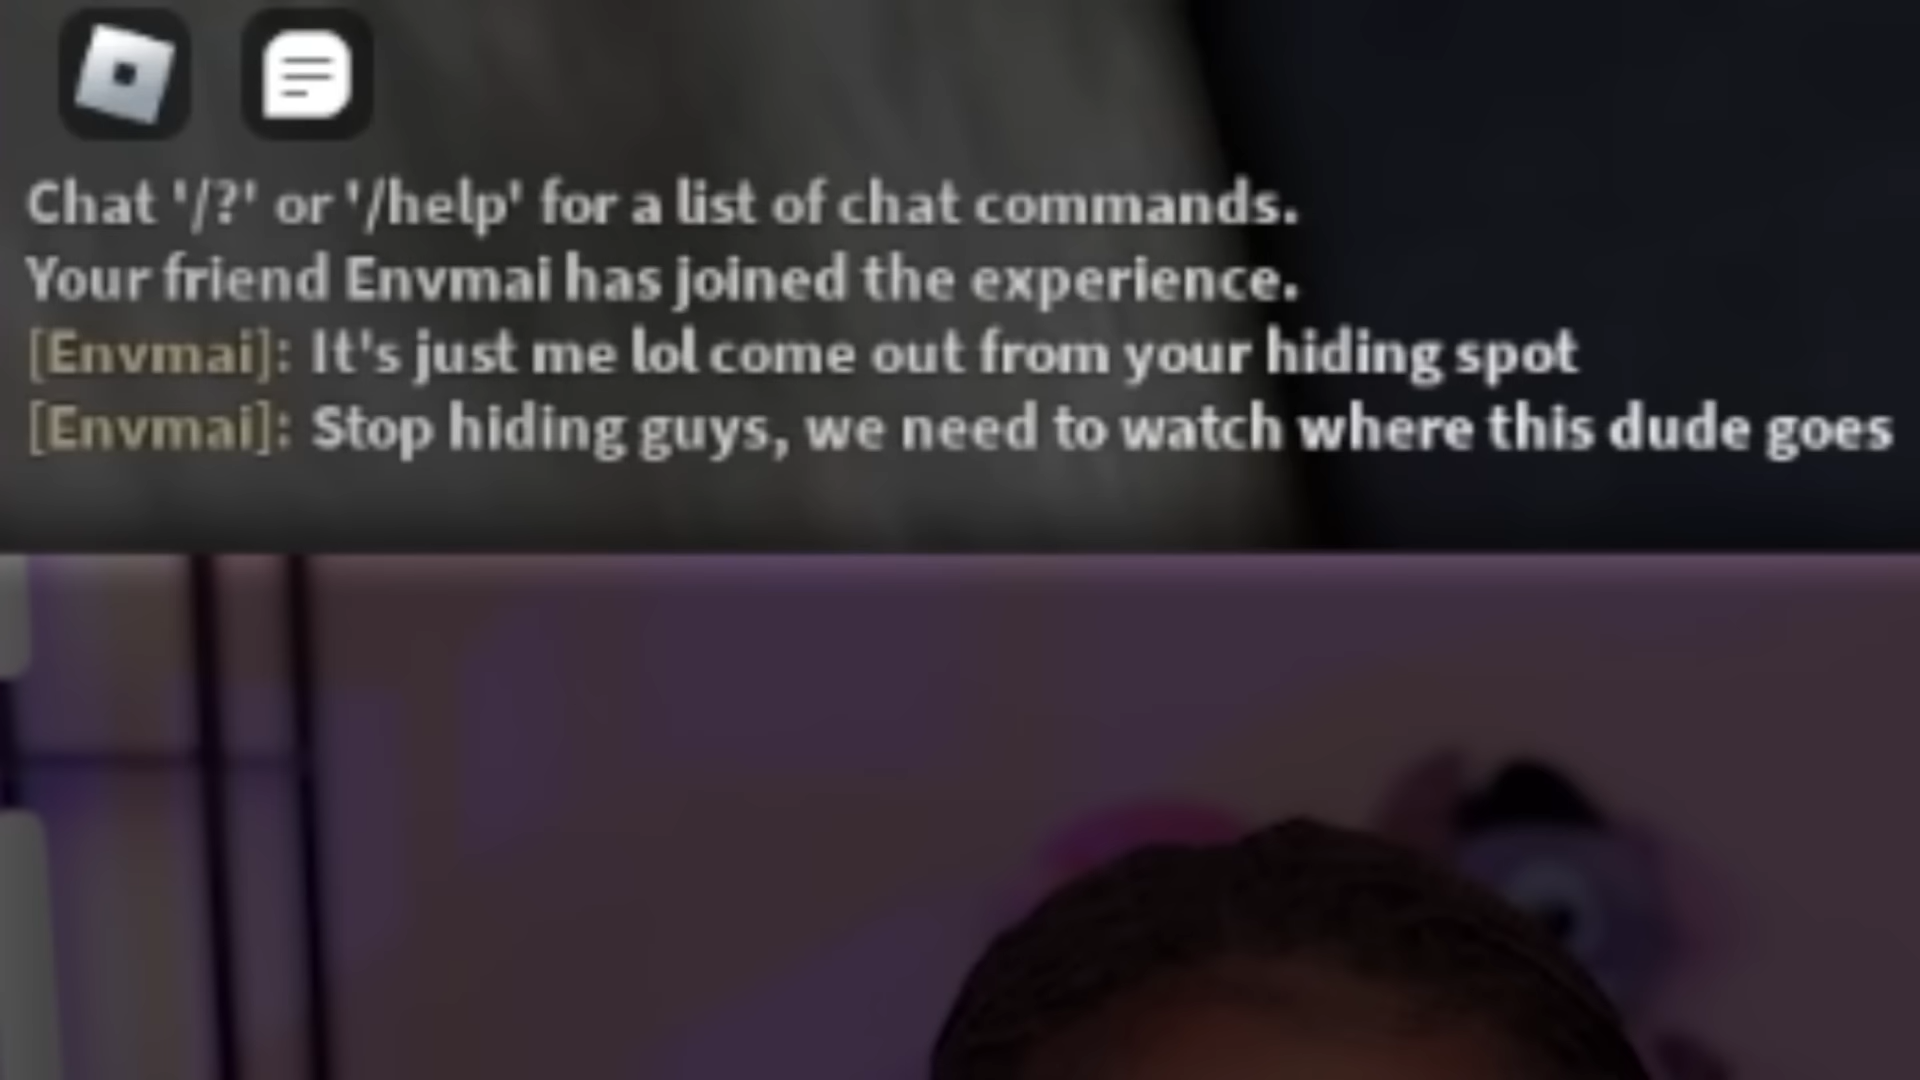 Chat '/?' or '/help' for a list of chat commands.
Your friend Envmai has joined the experience.
[Envmai]: It's just me lol come out from your hiding spot
[Envmai]: Stop hiding guys, we need to watch where this dude goes